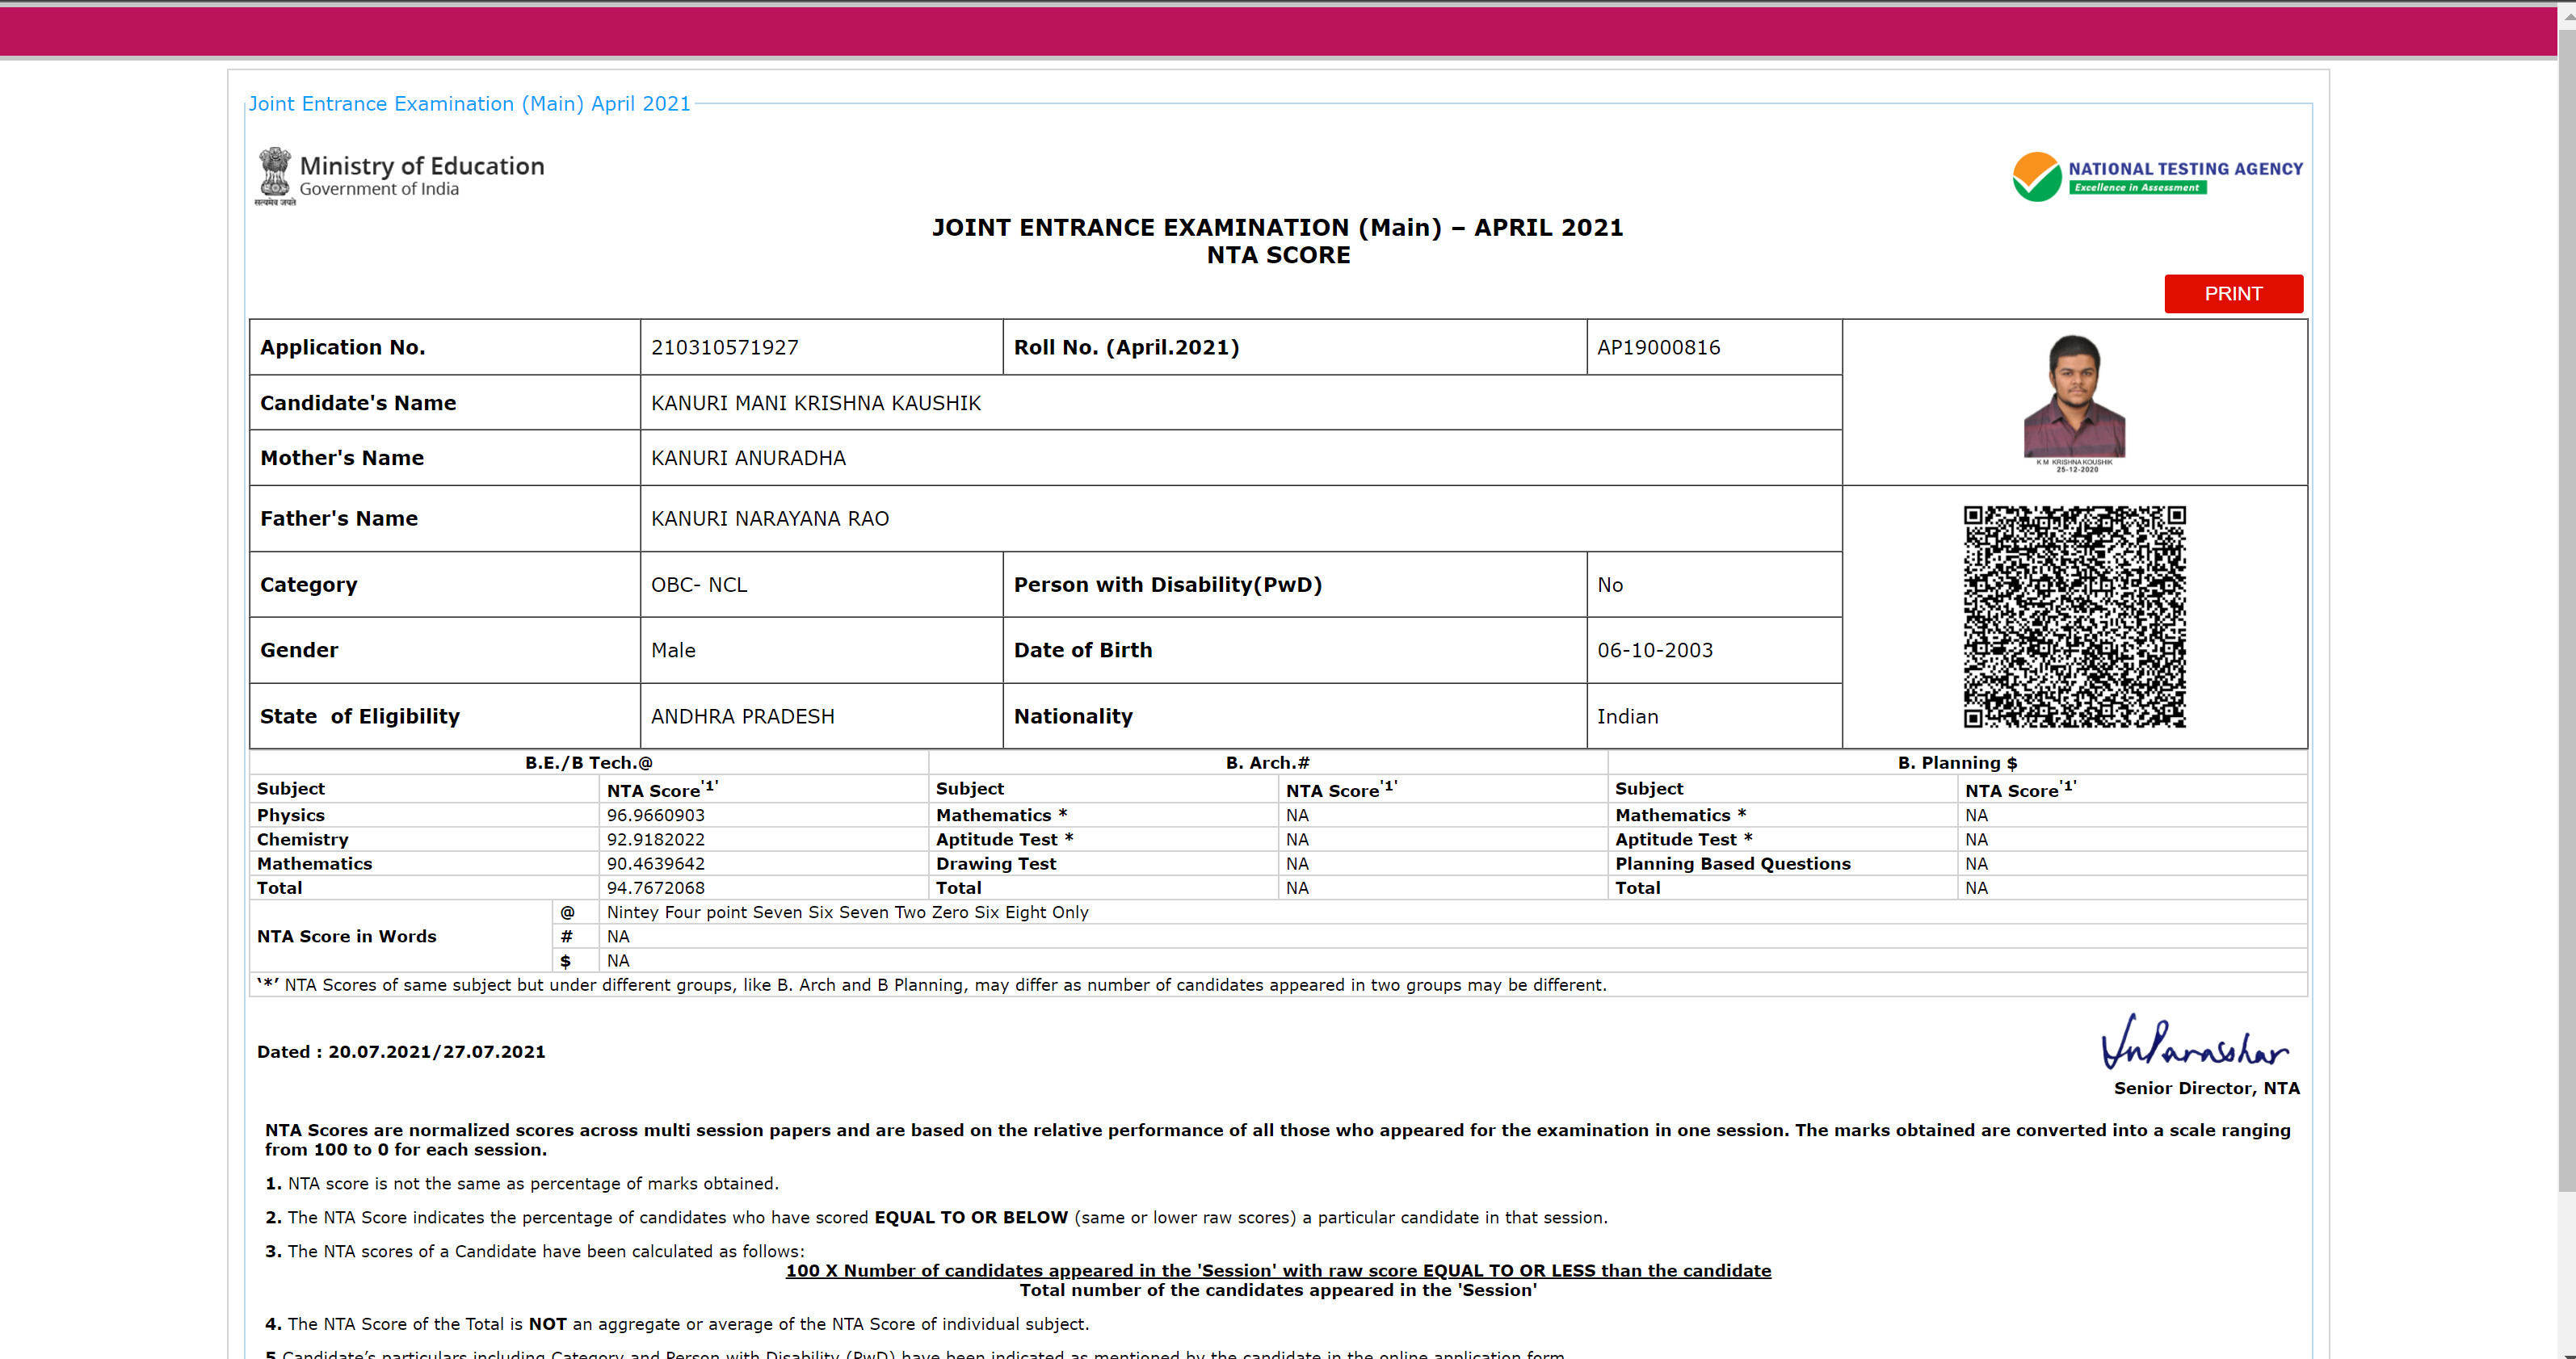 Joint Entrance Examination (Main) April 2021
Ministry of Education
Government of India
सत्यमेव जयते
NATIONAL TESTING AGENCY
Excellence in Assessment
JOINT ENTRANCE EXAMINATION (Main) – APRIL 2021
NTA SCORE
PRINT
Application No. 210310571927 Roll No. (April.2021) AP19000816
Candidate's Name KANURI MANI KRISHNA KAUSHIK
Mother's Name KANURI ANURADHA
K M KRISHNA KOUSHIK
25-12-2020
Father's Name KANURI NARAYANA RAO
Category OBC- NCL Person with Disability(PwD) No
Gender Male Date of Birth 06-10-2003
State of Eligibility ANDHRA PRADESH Nationality Indian
B.E./B Tech.@ B. Arch.# B. Planning $
Subject NTA Score'1' Subject NTA Score'1' Subject NTA Score'1'
Physics 96.9660903 Mathematics * NA Mathematics * NA
Chemistry 92.9182022 Aptitude Test * NA Aptitude Test * NA
Mathematics 90.4639642 Drawing Test NA Planning Based Questions NA
Total 94.7672068 Total NA Total NA
NTA Score in Words
@ Nintey Four point Seven Six Seven Two Zero Six Eight Only
# NA
$ NA
‘*’ NTA Scores of same subject but under different groups, like B. Arch and B Planning, may differ as number of candidates appeared in two groups may be different.
Dated : 20.07.2021/27.07.2021
Senior Director, NTA
NTA Scores are normalized scores across multi session papers and are based on the relative performance of all those who appeared for the examination in one session. The marks obtained are converted into a scale ranging
from 100 to 0 for each session.
1. NTA score is not the same as percentage of marks obtained.
2. The NTA Score indicates the percentage of candidates who have scored EQUAL TO OR BELOW (same or lower raw scores) a particular candidate in that session.
3. The NTA scores of a Candidate have been calculated as follows:
100 X Number of candidates appeared in the 'Session' with raw score EQUAL TO OR LESS than the candidate
Total number of the candidates appeared in the 'Session'
4. The NTA Score of the Total is NOT an aggregate or average of the NTA Score of individual subject.
5 Candidate’s particulars including Category and Person with Disability (PwD) have been indicated as mentioned by the candidate in the online application form